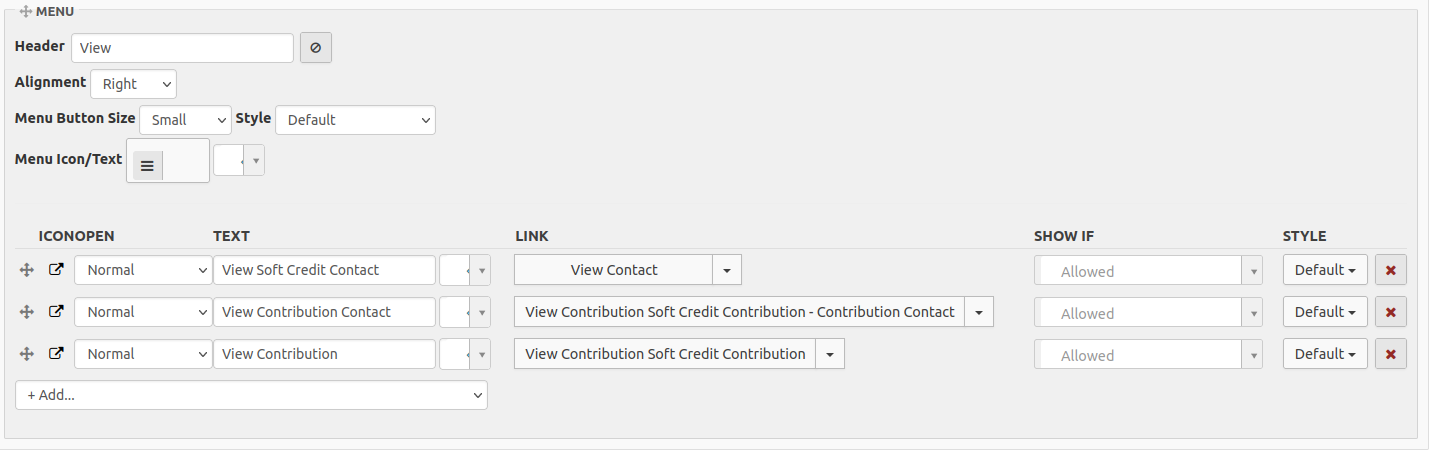 MENU
Header View
Alignment Right
Menu Button Size Small Style Default
Menu Icon/Text
ICON OPEN TEXT LINK SHOW IF STYLE
Normal View Soft Credit Contact View Contact Allowed Default
Normal View Contribution Contact View Contribution Soft Credit Contribution - Contribution Contact Allowed Default
Normal View Contribution View Contribution Soft Credit Contribution Allowed Default
+ Add...